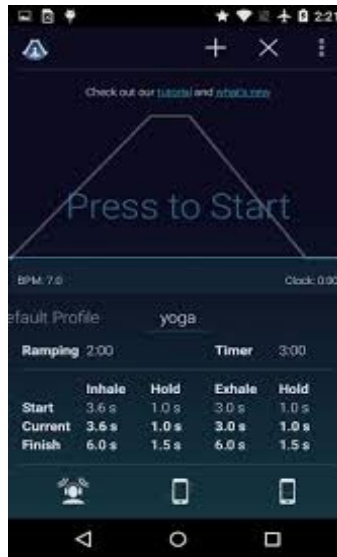 2:21
Check out our tutorial and what's new
Press to Start
BPM: 7.0 Clock: 0:00
efault Profile yoga
Ramping 2:00 Timer 3:00
Inhale Hold Exhale Hold
Start 3.6 s 1.0 s 3.0 s 1.0 s
Current 3.6 s 1.0 s 3.0 s 1.0 s
Finish 6.0 s 1.5 s 6.0 s 1.5 s